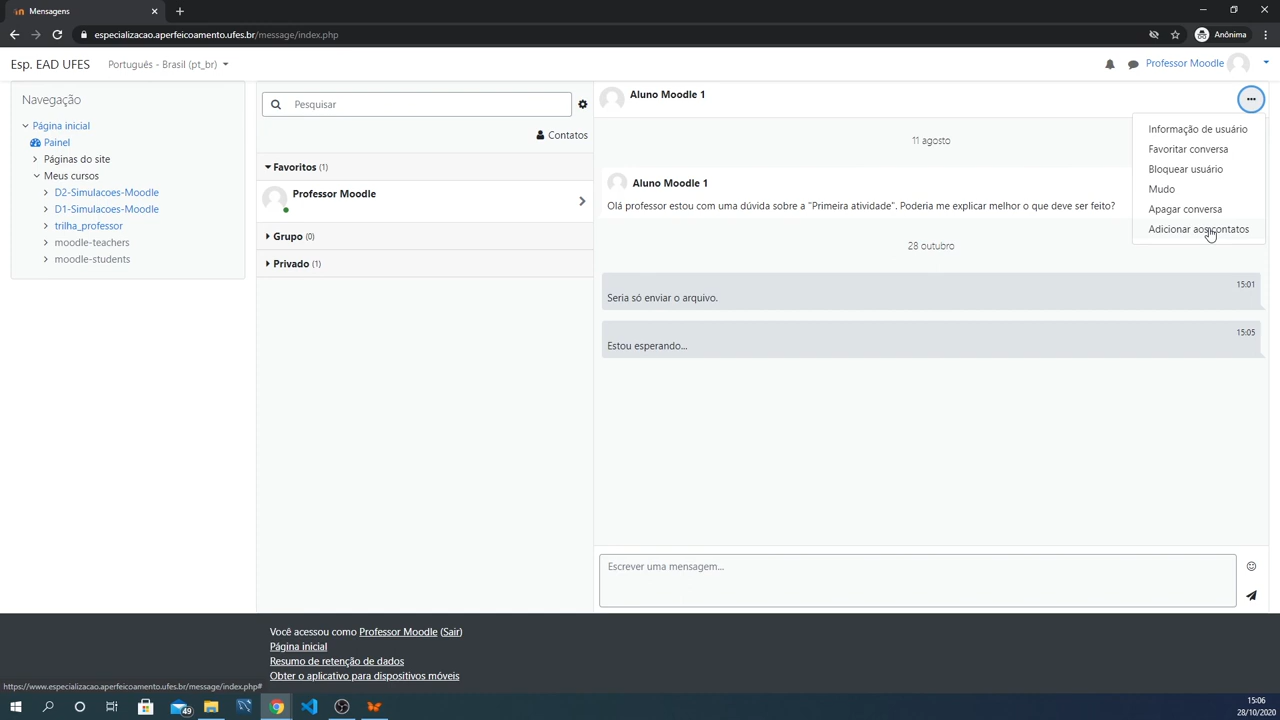 Mensagens
especializacao.aperfeicoamento.ufes.br/message/index.php
Anônima
Esp. EAD UFES
Português - Brasil (pt_br)
Professor Moodle
Navegação
Página inicial
Painel
Páginas do site
Meus cursos
D2-Simulacoes-Moodle
D1-Simulacoes-Moodle
trilha_professor
moodle-teachers
moodle-students
Pesquisar
Contatos
Favoritos (1)
Professor Moodle
Grupo (0)
Privado (1)
Aluno Moodle 1
11 agosto
Aluno Moodle 1
Olá professor estou com uma dúvida sobre a "Primeira atividade". Poderia me explicar melhor o que deve ser feito?
28 outubro
15:01
Seria só enviar o arquivo.
15:05
Estou esperando...
Informação de usuário
Favoritar conversa
Bloquear usuário
Mudo
Apagar conversa
Adicionar aos contatos
Escrever uma mensagem...
Você acessou como Professor Moodle (Sair)
Página inicial
Resumo de retenção de dados
Obter o aplicativo para dispositivos móveis
https://www.especializacao.aperfeicoamento.ufes.br/message/index.php#
49
15:06
28/10/2020